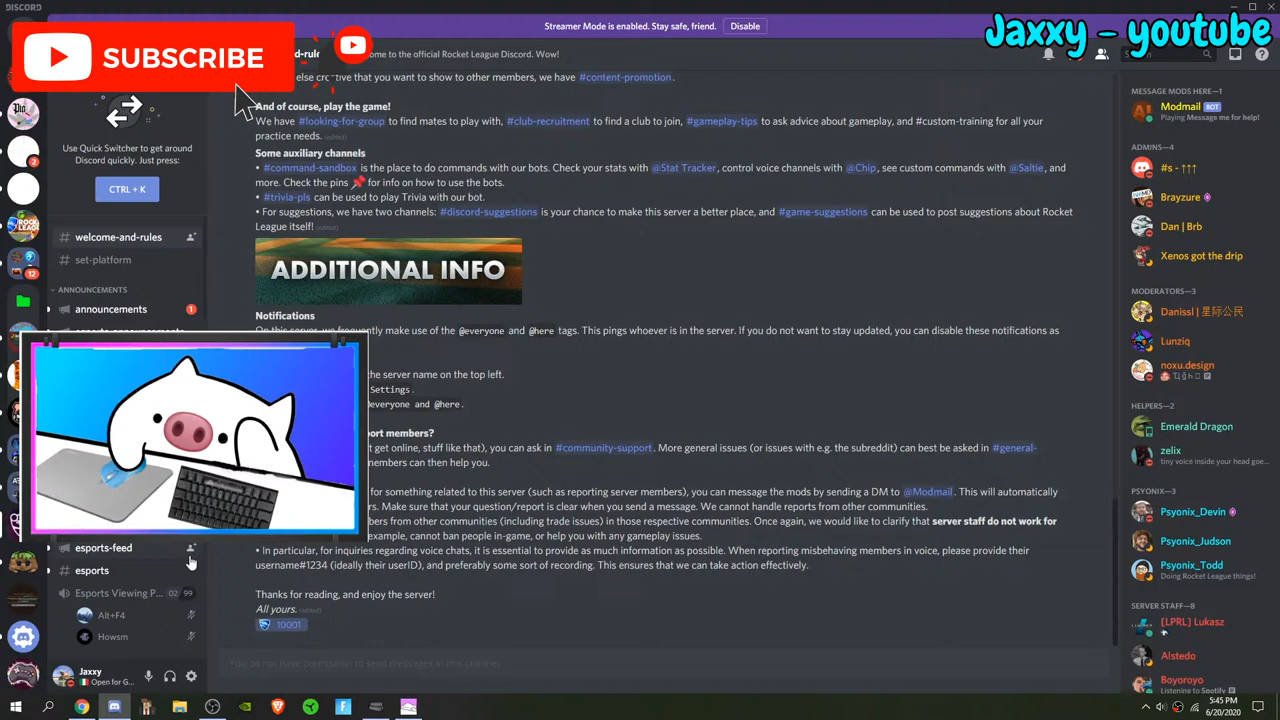 DISCORD
Streamer Mode is enabled. Stay safe, friend.
Disable
Jaxxy - youtube
SUBSCRIBE
come to the official Rocket League Discord. Wow!
that you want to show to other members, we have #content-promotion.
And of course, play the game!
We have #looking-for-group to find mates to play with, #club-recruitment to find a club to join, #gameplay-tips to ask advice about gameplay, and #custom-training for all your
practice needs. (edited)
Some auxiliary channels
• #command-sandbox is the place to do commands with our bots. Check your stats with @Stat Tracker, control voice channels with @Chip, see custom commands with @Saltie, and
more. Check the pins 📌 for info on how to use the bots.
• #trivia-pls can be used to play Trivia with our bot.
• For suggestions, we have two channels: #discord-suggestions is your chance to make this server a better place, and #game-suggestions can be used to post suggestions about Rocket
League itself! (edited)
ADDITIONAL INFO
Notifications
On this server, we frequently make use of the @everyone and @here tags. This pings whoever is in the server. If you do not want to stay updated, you can disable these notifications as
the server name on the top left.
Settings.
everyone and @here.
port members?
get online, stuff like that), you can ask in #community-support. More general issues (or issues with e.g. the subreddit) can best be asked in #general-
members can then help you.
for something related to this server (such as reporting server members), you can message the mods by sending a DM to @Modmail. This will automatically
Make sure that your question/report is clear when you send a message. We cannot handle reports from other communities.
mbers from other communities (including trade issues) in those respective communities. Once again, we would like to clarify that server staff do not work for
example, cannot ban people in-game, or help you with any gameplay issues.
• In particular, for inquiries regarding voice chats, it is essential to provide as much information as possible. When reporting misbehaving members in voice, please provide their
username#1234 (ideally their userID), and preferably some sort of recording. This ensures that we can take action effectively.
Thanks for reading, and enjoy the server!
All yours. (edited)
10001
You do not have permission to send messages in this channel.
Use Quick Switcher to get around
Discord quickly. Just press:
CTRL + K
# welcome-and-rules
# set-platform
ANNOUNCEMENTS
announcements
1
esports-announcements
2
12
esports-feed
# esports
Esports Viewing P...
02 99
Alt+F4
Howsm
Jaxxy
Open for G...
MESSAGE MODS HERE—1
Modmail BOT
Playing Message me for help!
ADMINS—4
#s - ↑↑↑
Brayzure
Dan | Brb
Xenos got the drip
MODERATORS—3
Danissl | 星际公民
Lunziq
noxu.design
HELPERS—2
Emerald Dragon
zelix
tiny voice inside your head goe...
PSYONIX—3
Psyonix_Devin
Psyonix_Judson
Psyonix_Todd
Doing Rocket League things!
SERVER STAFF—8
[LPRL] Lukasz
Alstedo
Boyoroyo
Listening to Spotify
5:45 PM
6/20/2020